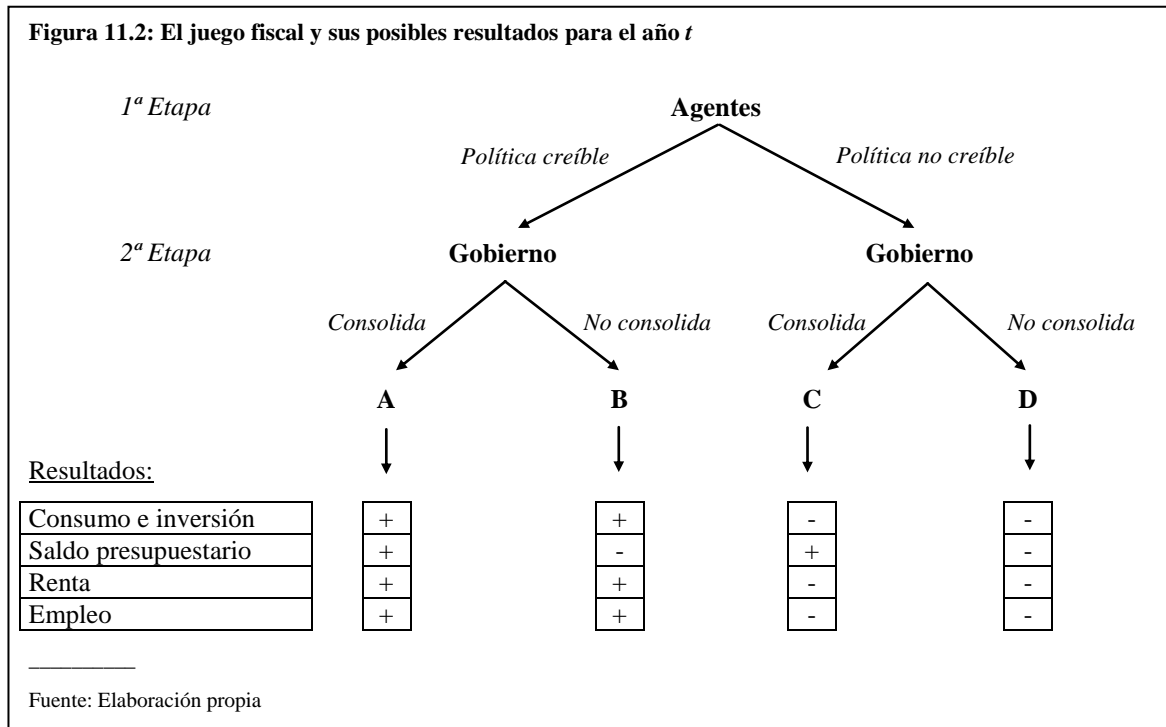 Figura 11.2: El juego fiscal y sus posibles resultados para el año t
1ª Etapa Agentes
Política creíble Política no creíble
2ª Etapa Gobierno Gobierno
Consolida No consolida Consolida No consolida
A B C D
Resultados:
Consumo e inversión + + - -
Saldo presupuestario + - + -
Renta + + - -
Empleo + + - -
Fuente: Elaboración propia